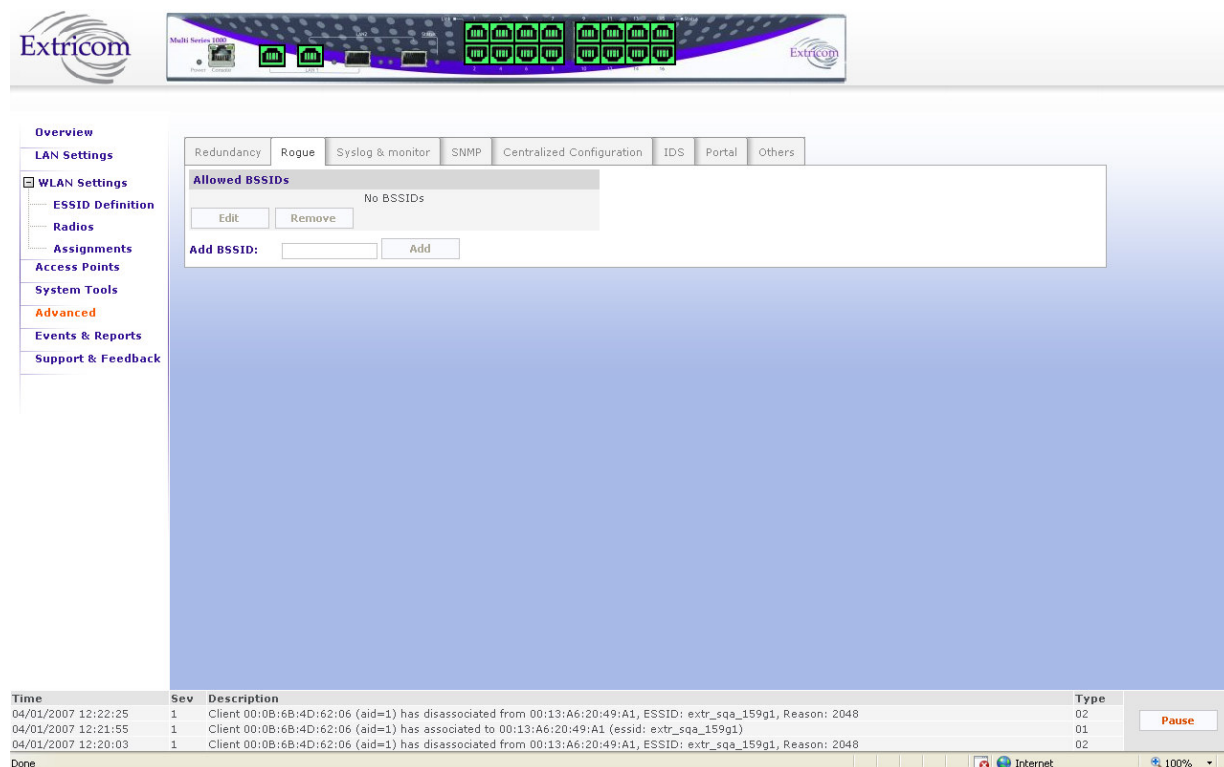 Extricom
Multi Series 1000
Power Console
LAN 1
LAN2
Extricom
Overview
LAN Settings
WLAN Settings
ESSID Definition
Radios
Assignments
Access Points
System Tools
Advanced
Events & Reports
Support & Feedback
Redundancy Rogue Syslog & monitor SNMP Centralized Configuration IDS Portal Others
Allowed BSSIDs
No BSSIDs
Edit Remove
Add BSSID: Add
Time Sev Description Type
04/01/2007 12:22:25 1 Client 00:0B:6B:4D:62:06 (aid=1) has disassociated from 00:13:A6:20:49:A1, ESSID: extr_sqa_159g1, Reason: 2048 02
04/01/2007 12:21:55 1 Client 00:0B:6B:4D:62:06 (aid=1) has associated to 00:13:A6:20:49:A1 (essid: extr_sqa_159g1) 01
04/01/2007 12:20:03 1 Client 00:0B:6B:4D:62:06 (aid=1) has disassociated from 00:13:A6:20:49:A1, ESSID: extr_sqa_159g1, Reason: 2048 02
Pause
Done Internet 100%